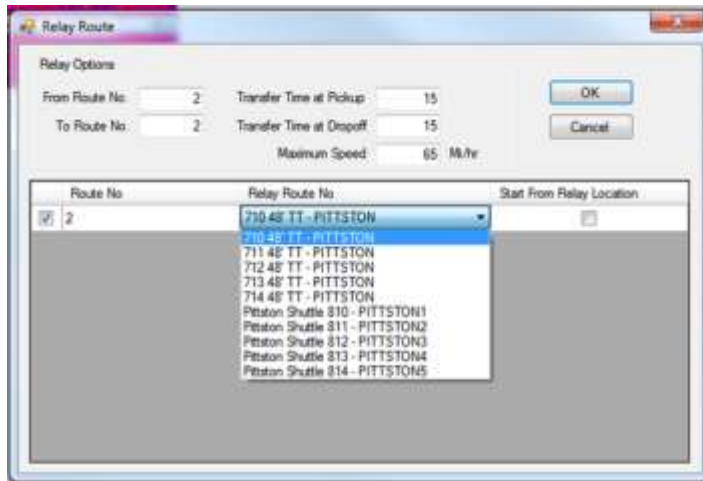 Relay Route
Relay Options
From Route No. 2 Transfer Time at Pickup 15 OK
To Route No. 2 Transfer Time at Dropoff 15 Cancel
Maximum Speed 65 Mi/hr
Route No Relay Route No Start From Relay Location
2 710 48' TT - PITTSTON
710 48' TT - PITTSTON
711 48' TT - PITTSTON
712 48' TT - PITTSTON
713 48' TT - PITTSTON
714 48' TT - PITTSTON
Pittston Shuttle 810 - PITTSTON1
Pittston Shuttle 811 - PITTSTON2
Pittston Shuttle 812 - PITTSTON3
Pittston Shuttle 813 - PITTSTON4
Pittston Shuttle 814 - PITTSTON5